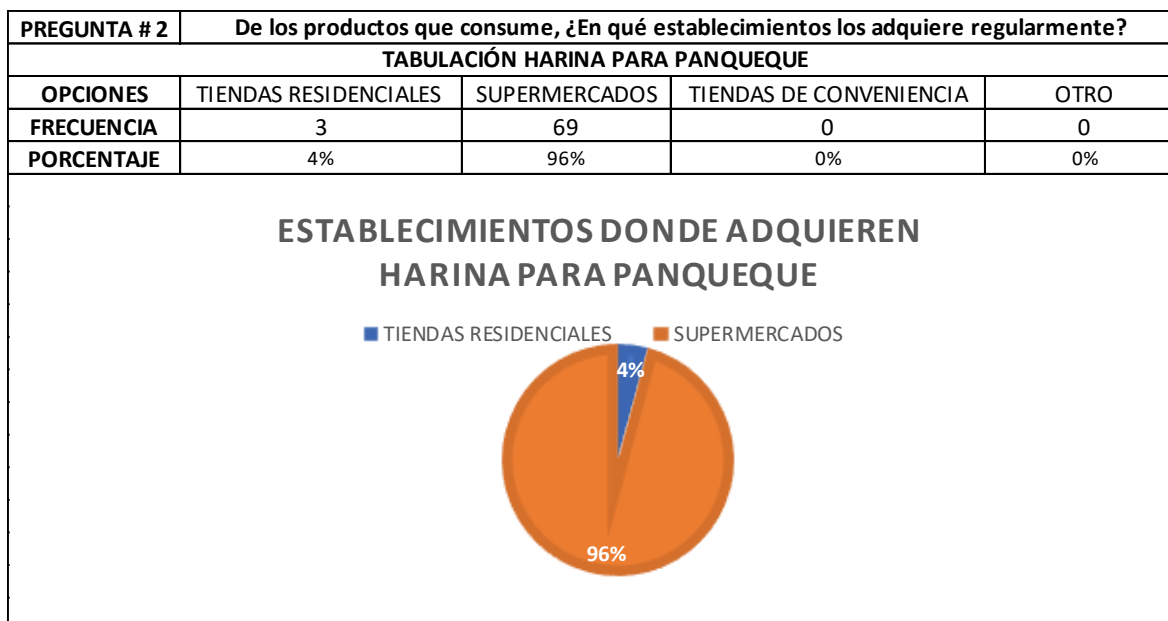 PREGUNTA # 2 De los productos que consume, ¿En qué establecimientos los adquiere regularmente?
TABULACIÓN HARINA PARA PANQUEQUE
OPCIONES TIENDAS RESIDENCIALES SUPERMERCADOS TIENDAS DE CONVENIENCIA OTRO
FRECUENCIA 3 69 0 0
PORCENTAJE 4% 96% 0% 0%
ESTABLECIMIENTOS DONDE ADQUIEREN
HARINA PARA PANQUEQUE
TIENDAS RESIDENCIALES SUPERMERCADOS
4%
96%